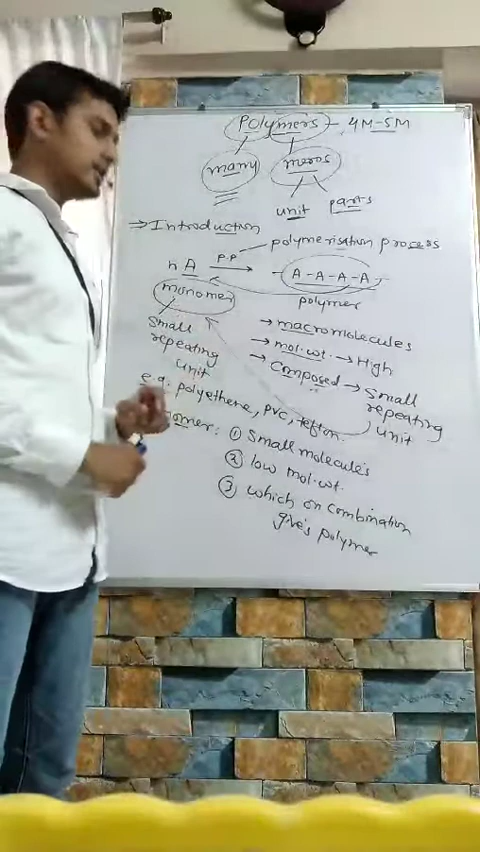 Polymers - 4M-5M
many meros
unit parts
⇒ Introduction
p.p polymerisation process
n A → -A-A-A-A-
monomer polymer
small repeating unit
→ macromolecules
→ mol. wt. → High
→ composed → small repeating unit
e.g. polyethene, PVC, teflon.
omer: ① Small molecule's
② low mol. wt.
③ which on combination
give's polymer